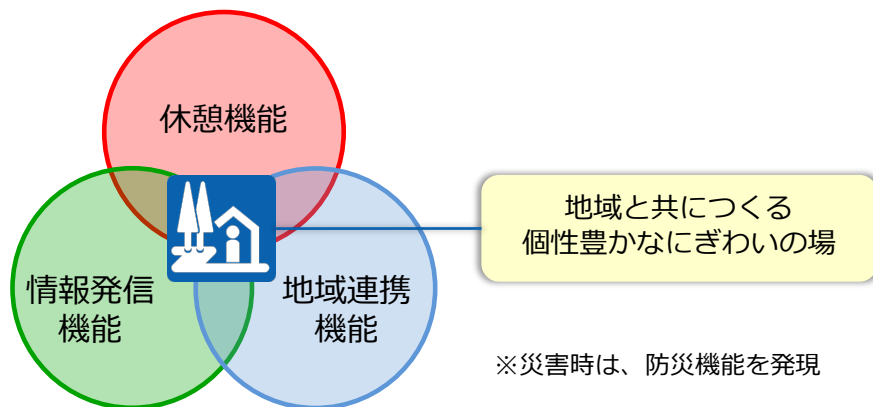 休憩機能
情報発信
機能
地域連携
機能
地域と共につくる
個性豊かなにぎわいの場
※災害時は、防災機能を発現